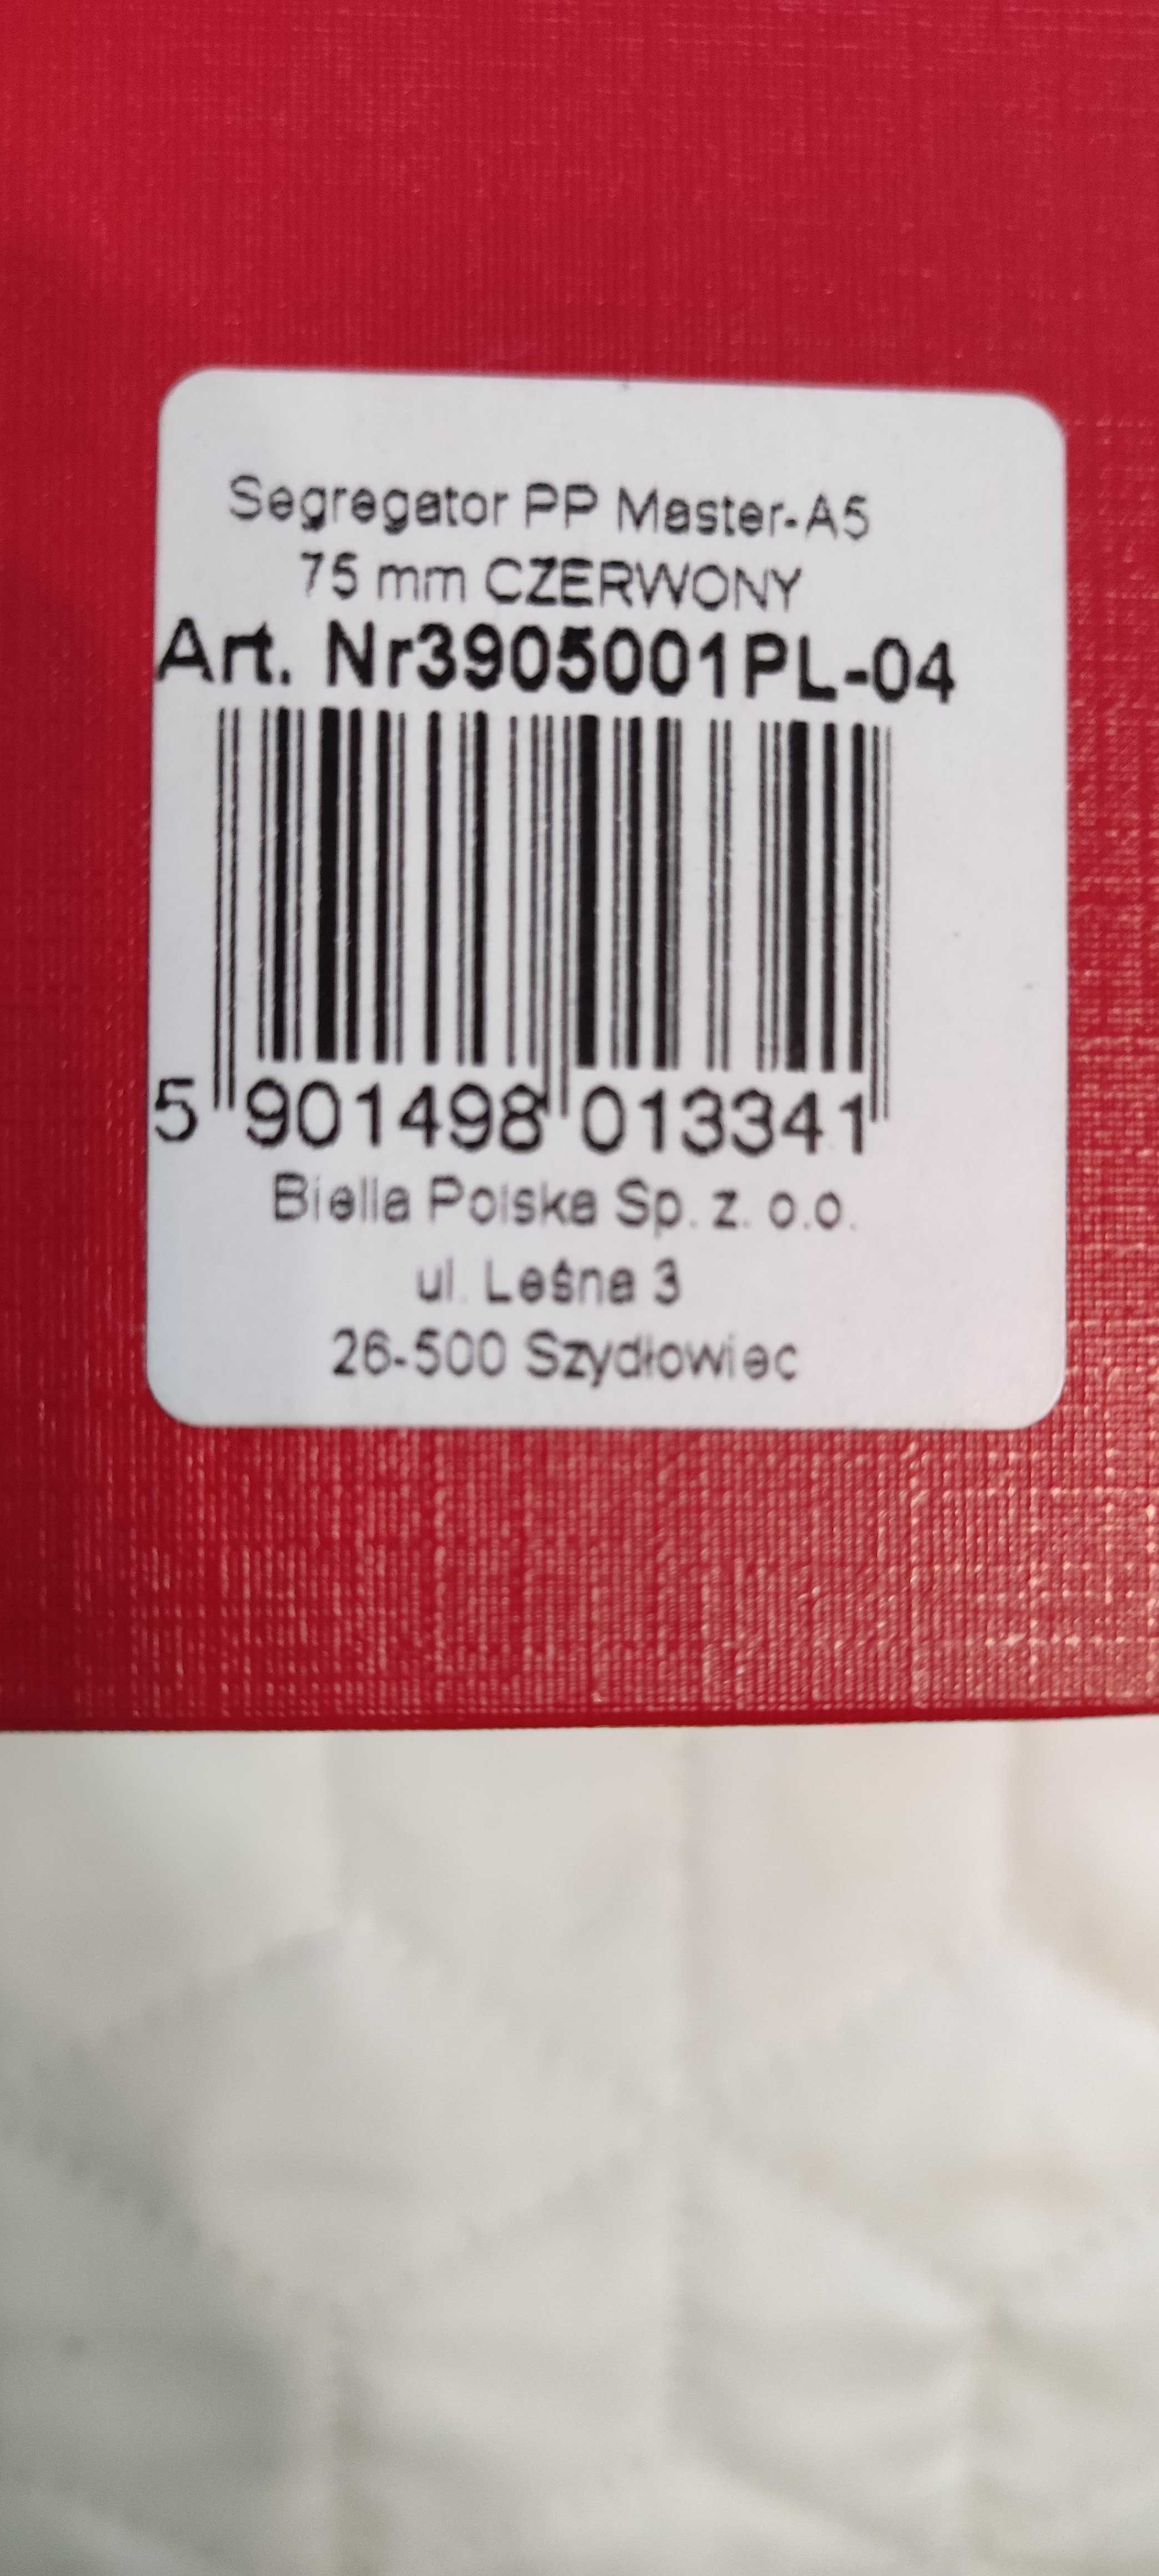 Segregator PP Master-A5
75 mm CZERWONY
Art. Nr3905001PL-04
5 901498 013341
Biella Polska Sp. z. o.o.
ul. Leśna 3
26-500 Szydłowiec